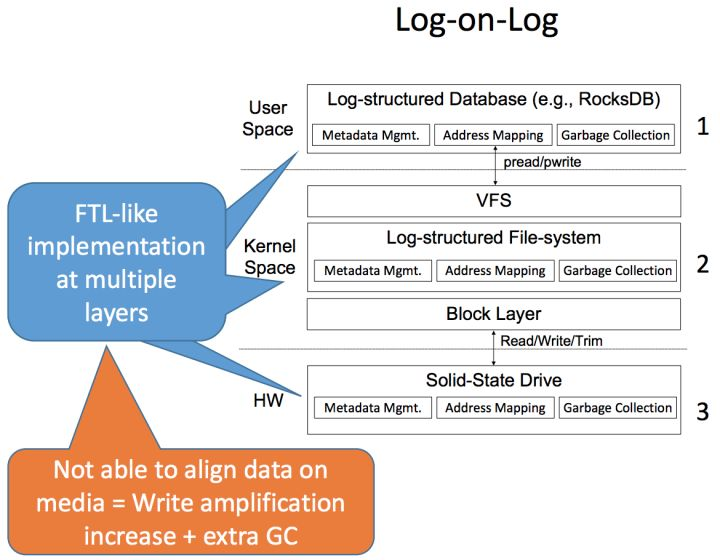 Log-on-Log
User
Space
Log-structured Database (e.g., RocksDB)
Metadata Mgmt.
Address Mapping
Garbage Collection
1
pread/pwrite
VFS
FTL-like
implementation
at multiple
layers
Kernel
Space
Log-structured File-system
Metadata Mgmt.
Address Mapping
Garbage Collection
2
Block Layer
Read/Write/Trim
HW
Solid-State Drive
Metadata Mgmt.
Address Mapping
Garbage Collection
3
Not able to align data on
media = Write amplification
increase + extra GC